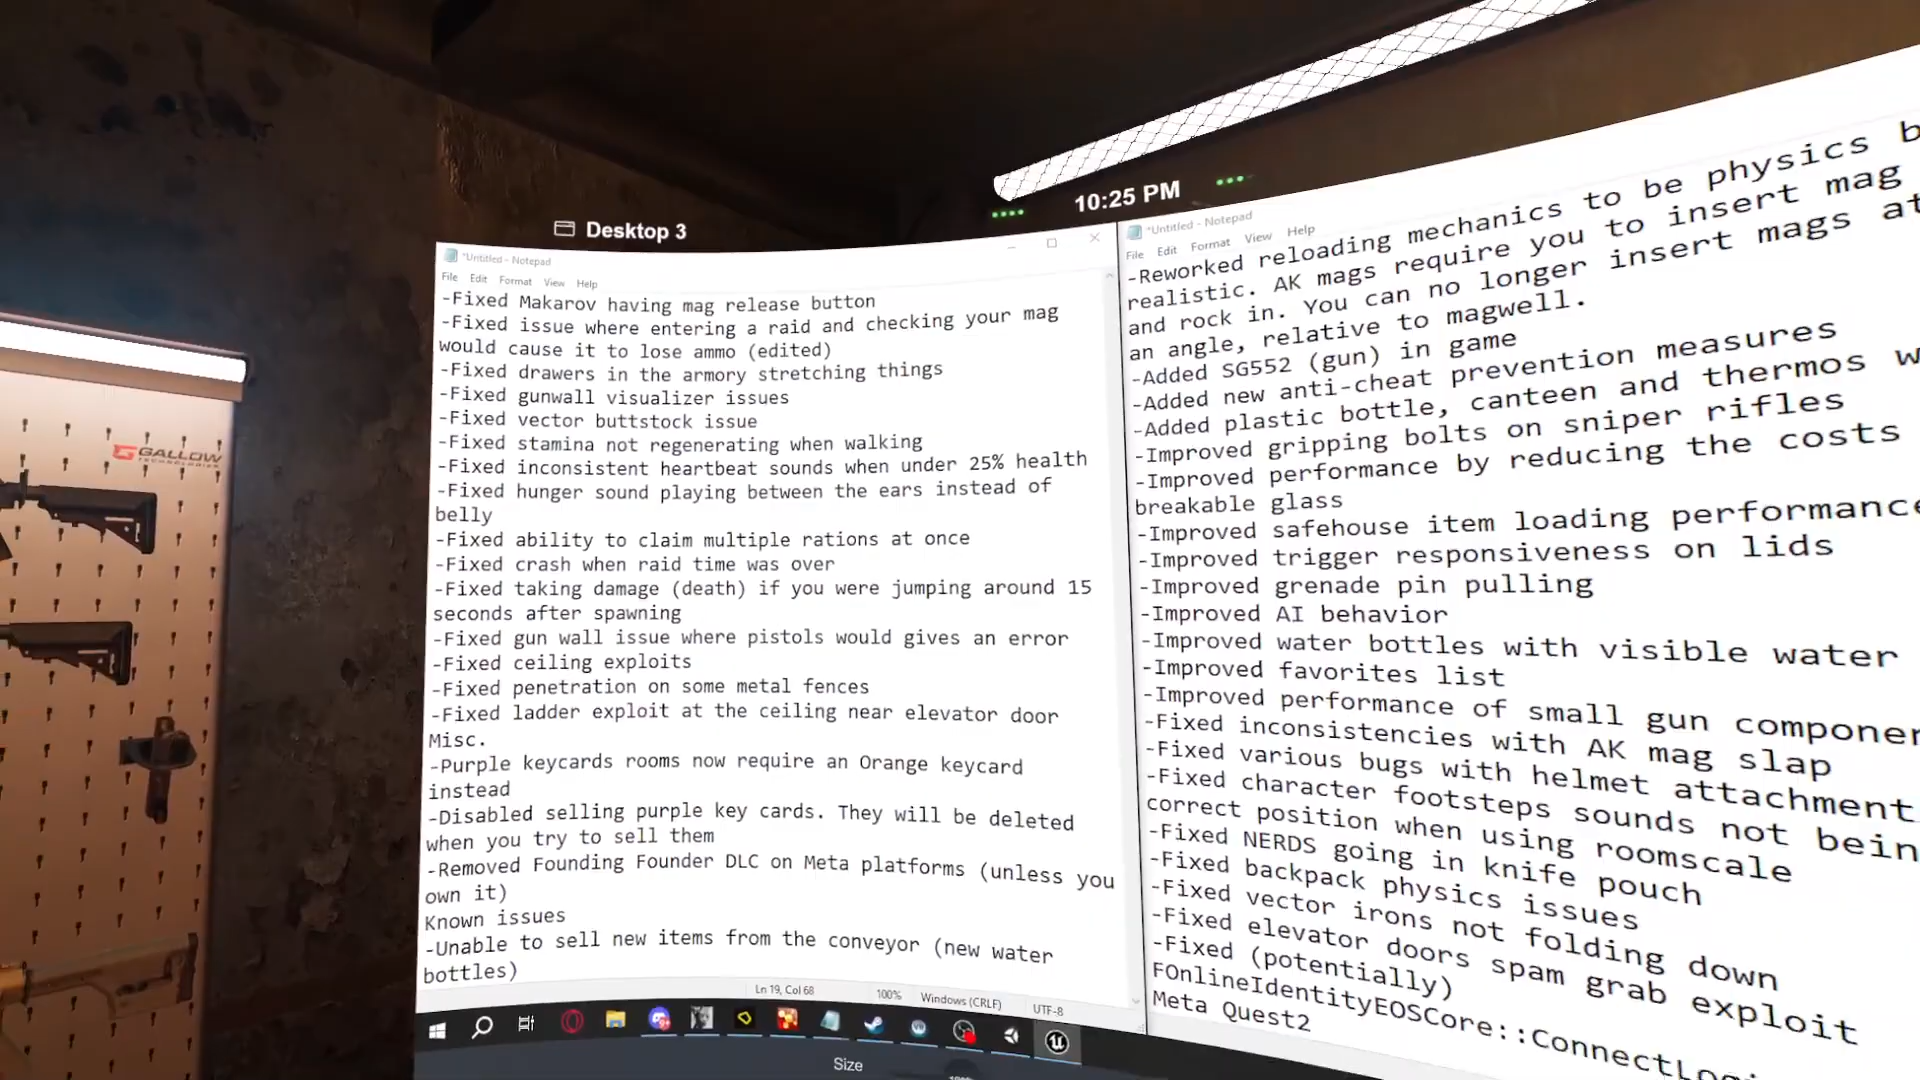 GALLOW
TECHNOLOGIES
Desktop 3
10:25 PM
*Untitled - Notepad
File Edit Format View Help
-Fixed Makarov having mag release button
-Fixed issue where entering a raid and checking your mag
would cause it to lose ammo (edited)
-Fixed drawers in the armory stretching things
-Fixed gunwall visualizer issues
-Fixed vector buttstock issue
-Fixed stamina not regenerating when walking
-Fixed inconsistent heartbeat sounds when under 25% health
-Fixed hunger sound playing between the ears instead of
belly
-Fixed ability to claim multiple rations at once
-Fixed crash when raid time was over
-Fixed taking damage (death) if you were jumping around 15
seconds after spawning
-Fixed gun wall issue where pistols would gives an error
-Fixed ceiling exploits
-Fixed penetration on some metal fences
-Fixed ladder exploit at the ceiling near elevator door
Misc.
-Purple keycards rooms now require an Orange keycard
instead
-Disabled selling purple key cards. They will be deleted
when you try to sell them
-Removed Founding Founder DLC on Meta platforms (unless you
own it)
Known issues
-Unable to sell new items from the conveyor (new water
bottles)
Ln 19, Col 68 100% Windows (CRLF) UTF-8
Size
*Untitled - Notepad
File Edit Format View Help
-Reworked reloading mechanics to be physics
realistic. AK mags require you to insert mag
and rock in. You can no longer insert mags at
an angle, relative to magwell.
-Added SG552 (gun) in game
-Added new anti-cheat prevention measures
-Added plastic bottle, canteen and thermos
-Improved gripping bolts on sniper rifles
-Improved performance by reducing the costs
breakable glass
-Improved safehouse item loading performance
-Improved trigger responsiveness on lids
-Improved grenade pin pulling
-Improved AI behavior
-Improved water bottles with visible water
-Improved favorites list
-Improved performance of small gun
-Fixed inconsistencies with AK mag slap
-Fixed various bugs with helmet attachment
-Fixed character footsteps sounds not
correct position when using roomscale
-Fixed NERDS going in knife pouch
-Fixed backpack physics issues
-Fixed vector irons not folding down
-Fixed elevator doors spam grab exploit
-Fixed (potentially)
FOnlineIdentityEOSCore::
Meta Quest2